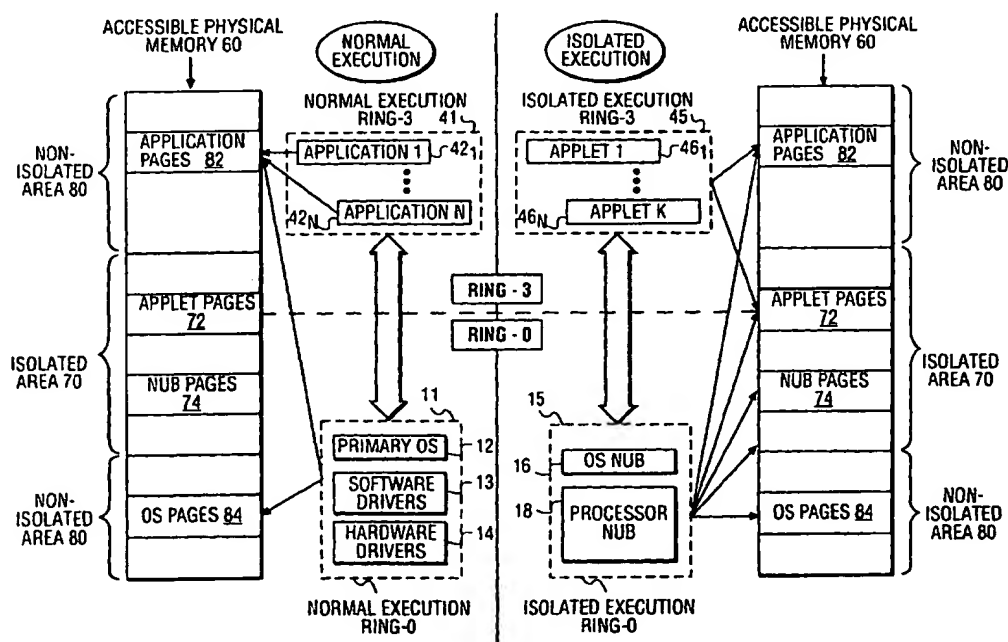 ACCESSIBLE PHYSICAL
MEMORY 60
NORMAL
EXECUTION
ISOLATED
EXECUTION
ACCESSIBLE PHYSICAL
MEMORY 60
NON-
ISOLATED
AREA 80
APPLICATION
PAGES 82
APPLET PAGES
72
ISOLATED
AREA 70
NUB PAGES
74
NON-
ISOLATED
AREA 80
OS PAGES 84
NORMAL EXECUTION
RING-3
41
APPLICATION 1
42₁
42N
APPLICATION N
ISOLATED EXECUTION
RING-3
45
APPLET 1
46₁
46N
APPLET K
RING - 3
RING - 0
11
PRIMARY OS
12
SOFTWARE
DRIVERS
13
HARDWARE
DRIVERS
14
NORMAL EXECUTION
RING-0
15
16
OS NUB
18
PROCESSOR
NUB
ISOLATED EXECUTION
RING-0
APPLICATION
PAGES 82
NON-
ISOLATED
AREA 80
APPLET PAGES
72
ISOLATED
AREA 70
NUB PAGES
74
OS PAGES 84
NON-
ISOLATED
AREA 80